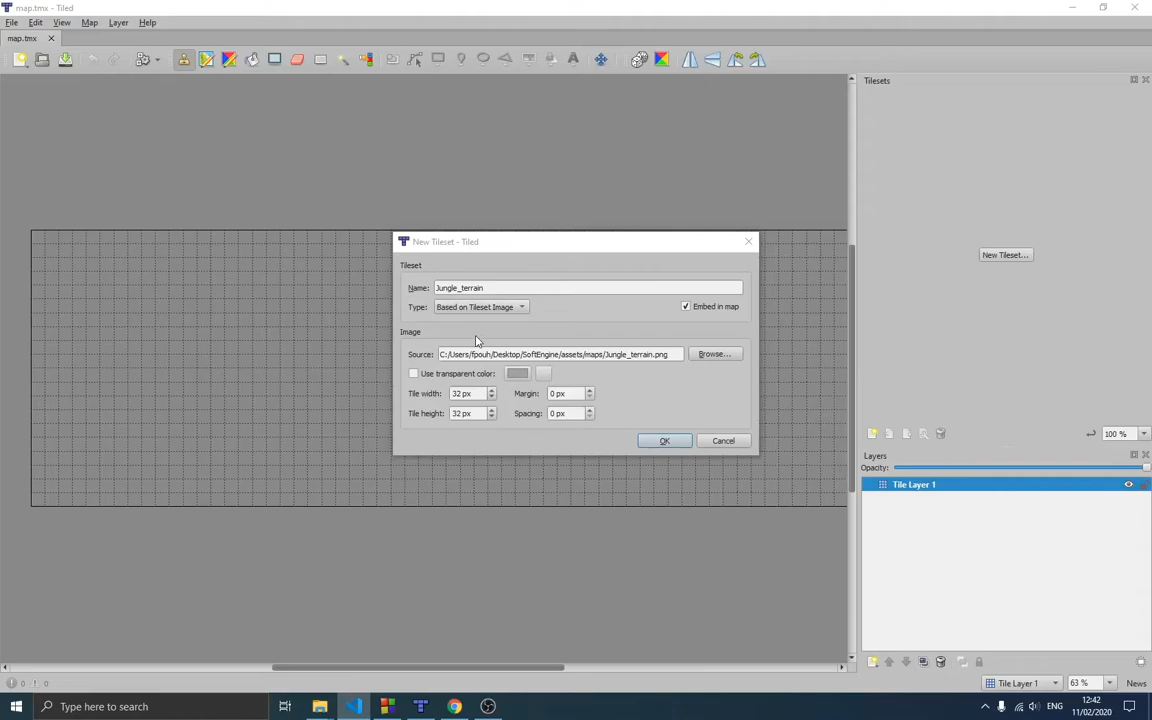 map.tmx - Tiled
File Edit View Map Layer Help
map.tmx
Tilesets
New Tileset...
New Tileset - Tiled
Tileset
Name: Jungle_terrain
Type: Based on Tileset Image Embed in map
Image
Source: C:/Users/fpouh/Desktop/SoftEngine/assets/maps/Jungle_terrain.png Browse...
Use transparent color:
Tile width: 32 px Margin: 0 px
Tile height: 32 px Spacing: 0 px
OK Cancel
100 %
Layers
Opacity:
Tile Layer 1
0 0 Tile Layer 1 63 % News
Type here to search ENG 12:42
11/02/2020